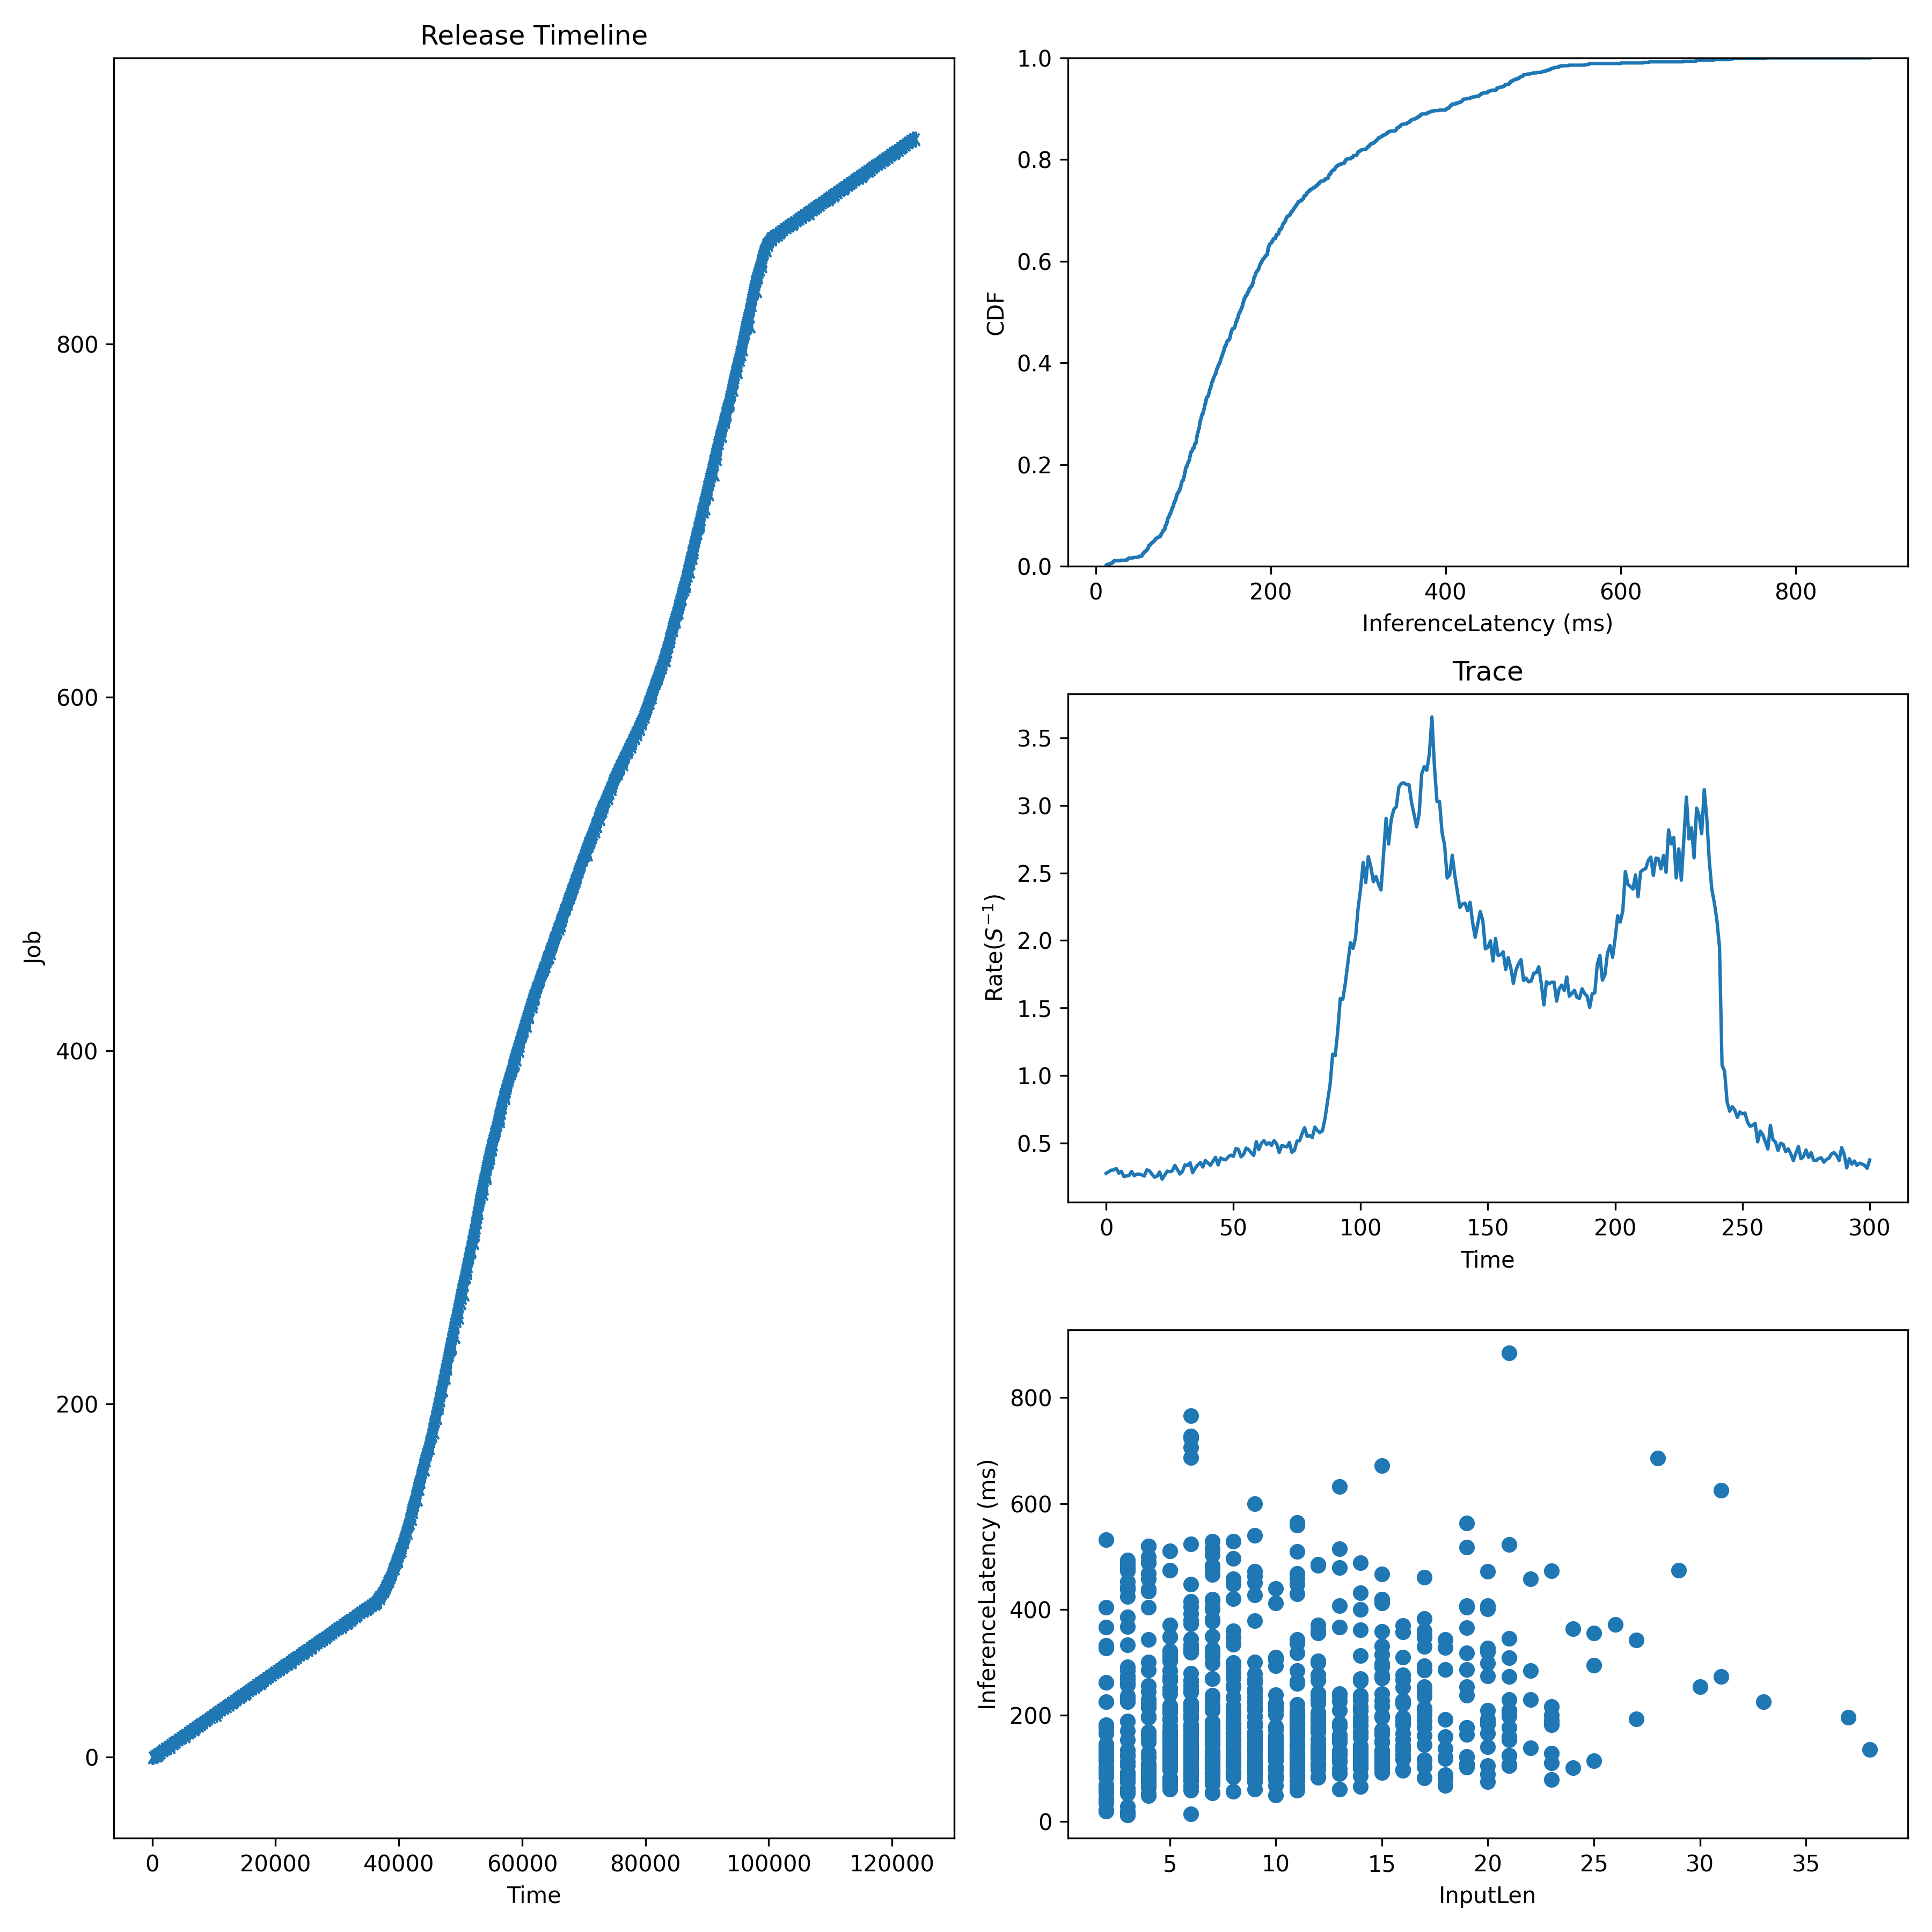 Release Timeline
Job
800
600
400
200
0
0 20000 40000 60000 80000 100000 120000
Time
CDF
1.0
0.8
0.6
0.4
0.2
0.0
0 200 400 600 800
InferenceLatency (ms)
Trace
Rate(S⁻¹)
3.5
3.0
2.5
2.0
1.5
1.0
0.5
0 50 100 150 200 250 300
Time
InferenceLatency (ms)
800
600
400
200
0
5 10 15 20 25 30 35
InputLen